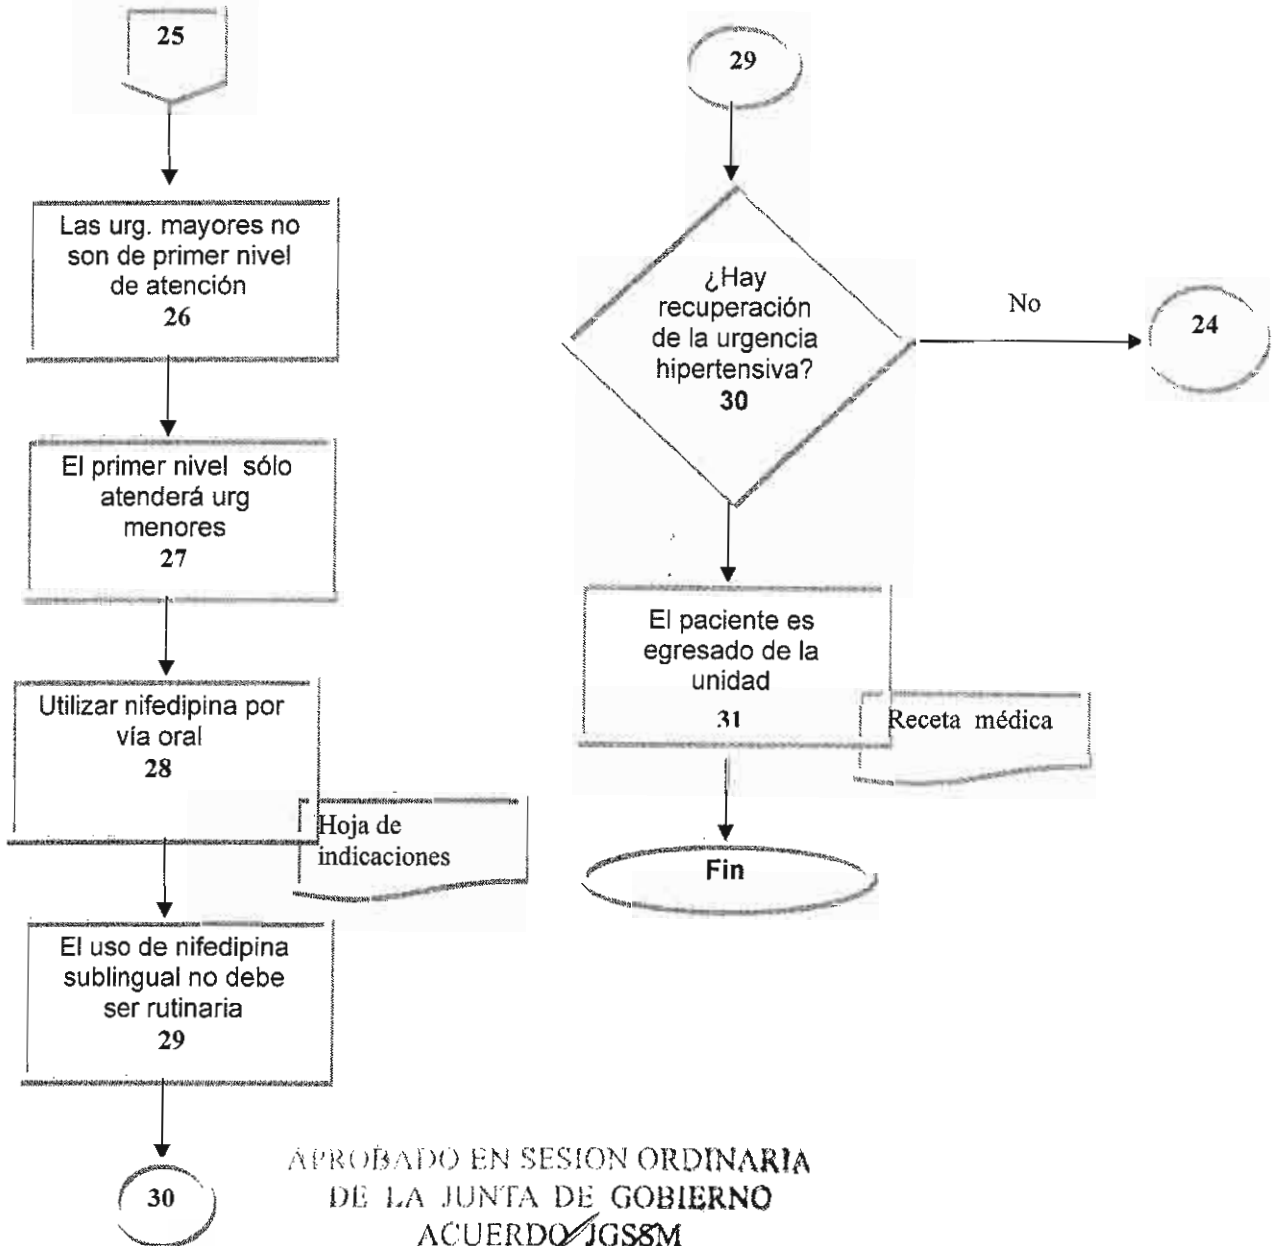 25
Las urg. mayores no
son de primer nivel
de atención
26
El primer nivel sólo
atenderá urg
menores
27
Utilizar nifedipina por
vía oral
28
Hoja de
indicaciones
El uso de nifedipina
sublingual no debe
ser rutinaria
29
30
29
¿Hay
recuperación
de la urgencia
hipertensiva?
30
No
24
El paciente es
egresado de la
unidad
31
Receta médica
Fin
APROBADO EN SESION ORDINARIA
DE LA JUNTA DE GOBIERNO
ACUERDO JGSSM